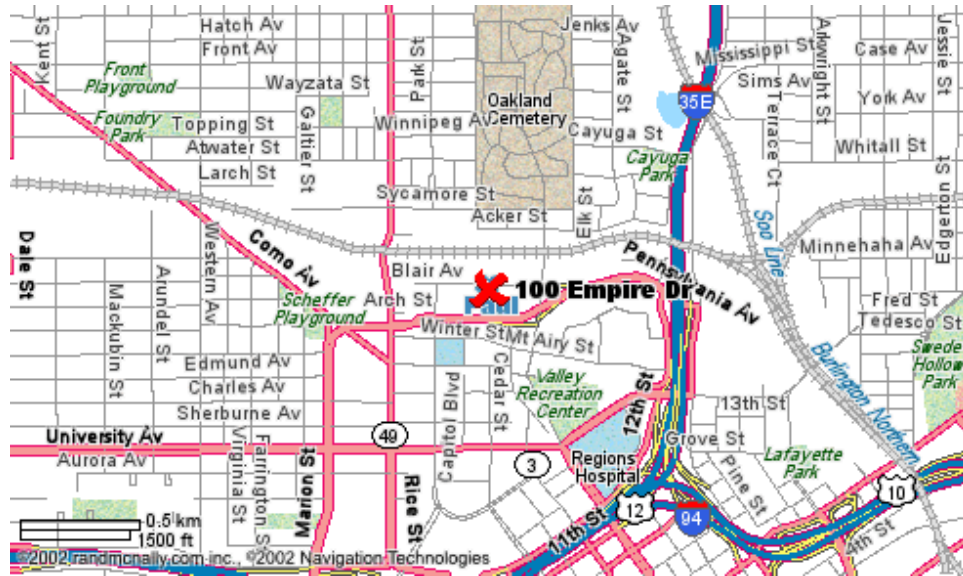 Hatch Av
Front Av
Kent St
Front
Playground
Wayzata St
Park St
Foundry
Park
Topping St
Galtier St
Winnipeg Av
Atwater St
Larch St
Sycamore St
Acker St
Oakland
Cemetery
Jenks Av
Agate St
Mississippi St
Sims Av
Arkwright St
Case Av
Jessie St
York Av
35E
Cayuga St
Terrace Ct
Whitall St
Cayuga
Park
Elk St
Edgequon St
Soo Line
Minnehaha Av
Dale St
Western Av
Como Av
Blair Av
Pennsylvania Av
100 Empire Dr
Paul
Arch St
Scheffer
Playground
Mackubin St
Arundel St
Winter St
Mt Airy St
Fred St
Tedesco St
Burlington Northern
Swede
Hollow
Park
Edmund Av
Charles Av
Sherburne Av
Capitol Blvd
Cedar St
Valley
Recreation
Center
12th St
13th St
University Av
Aurora Av
49
3
Grove St
Regions
Hospital
Lafayette
Park
Virginia St
Farrington St
Marion St
Rice St
Pine St
10
12
94
11th St
4th St
0.5 km
1500 ft
©2002 randmcnally.com inc., ©2002 Navigation Technologies